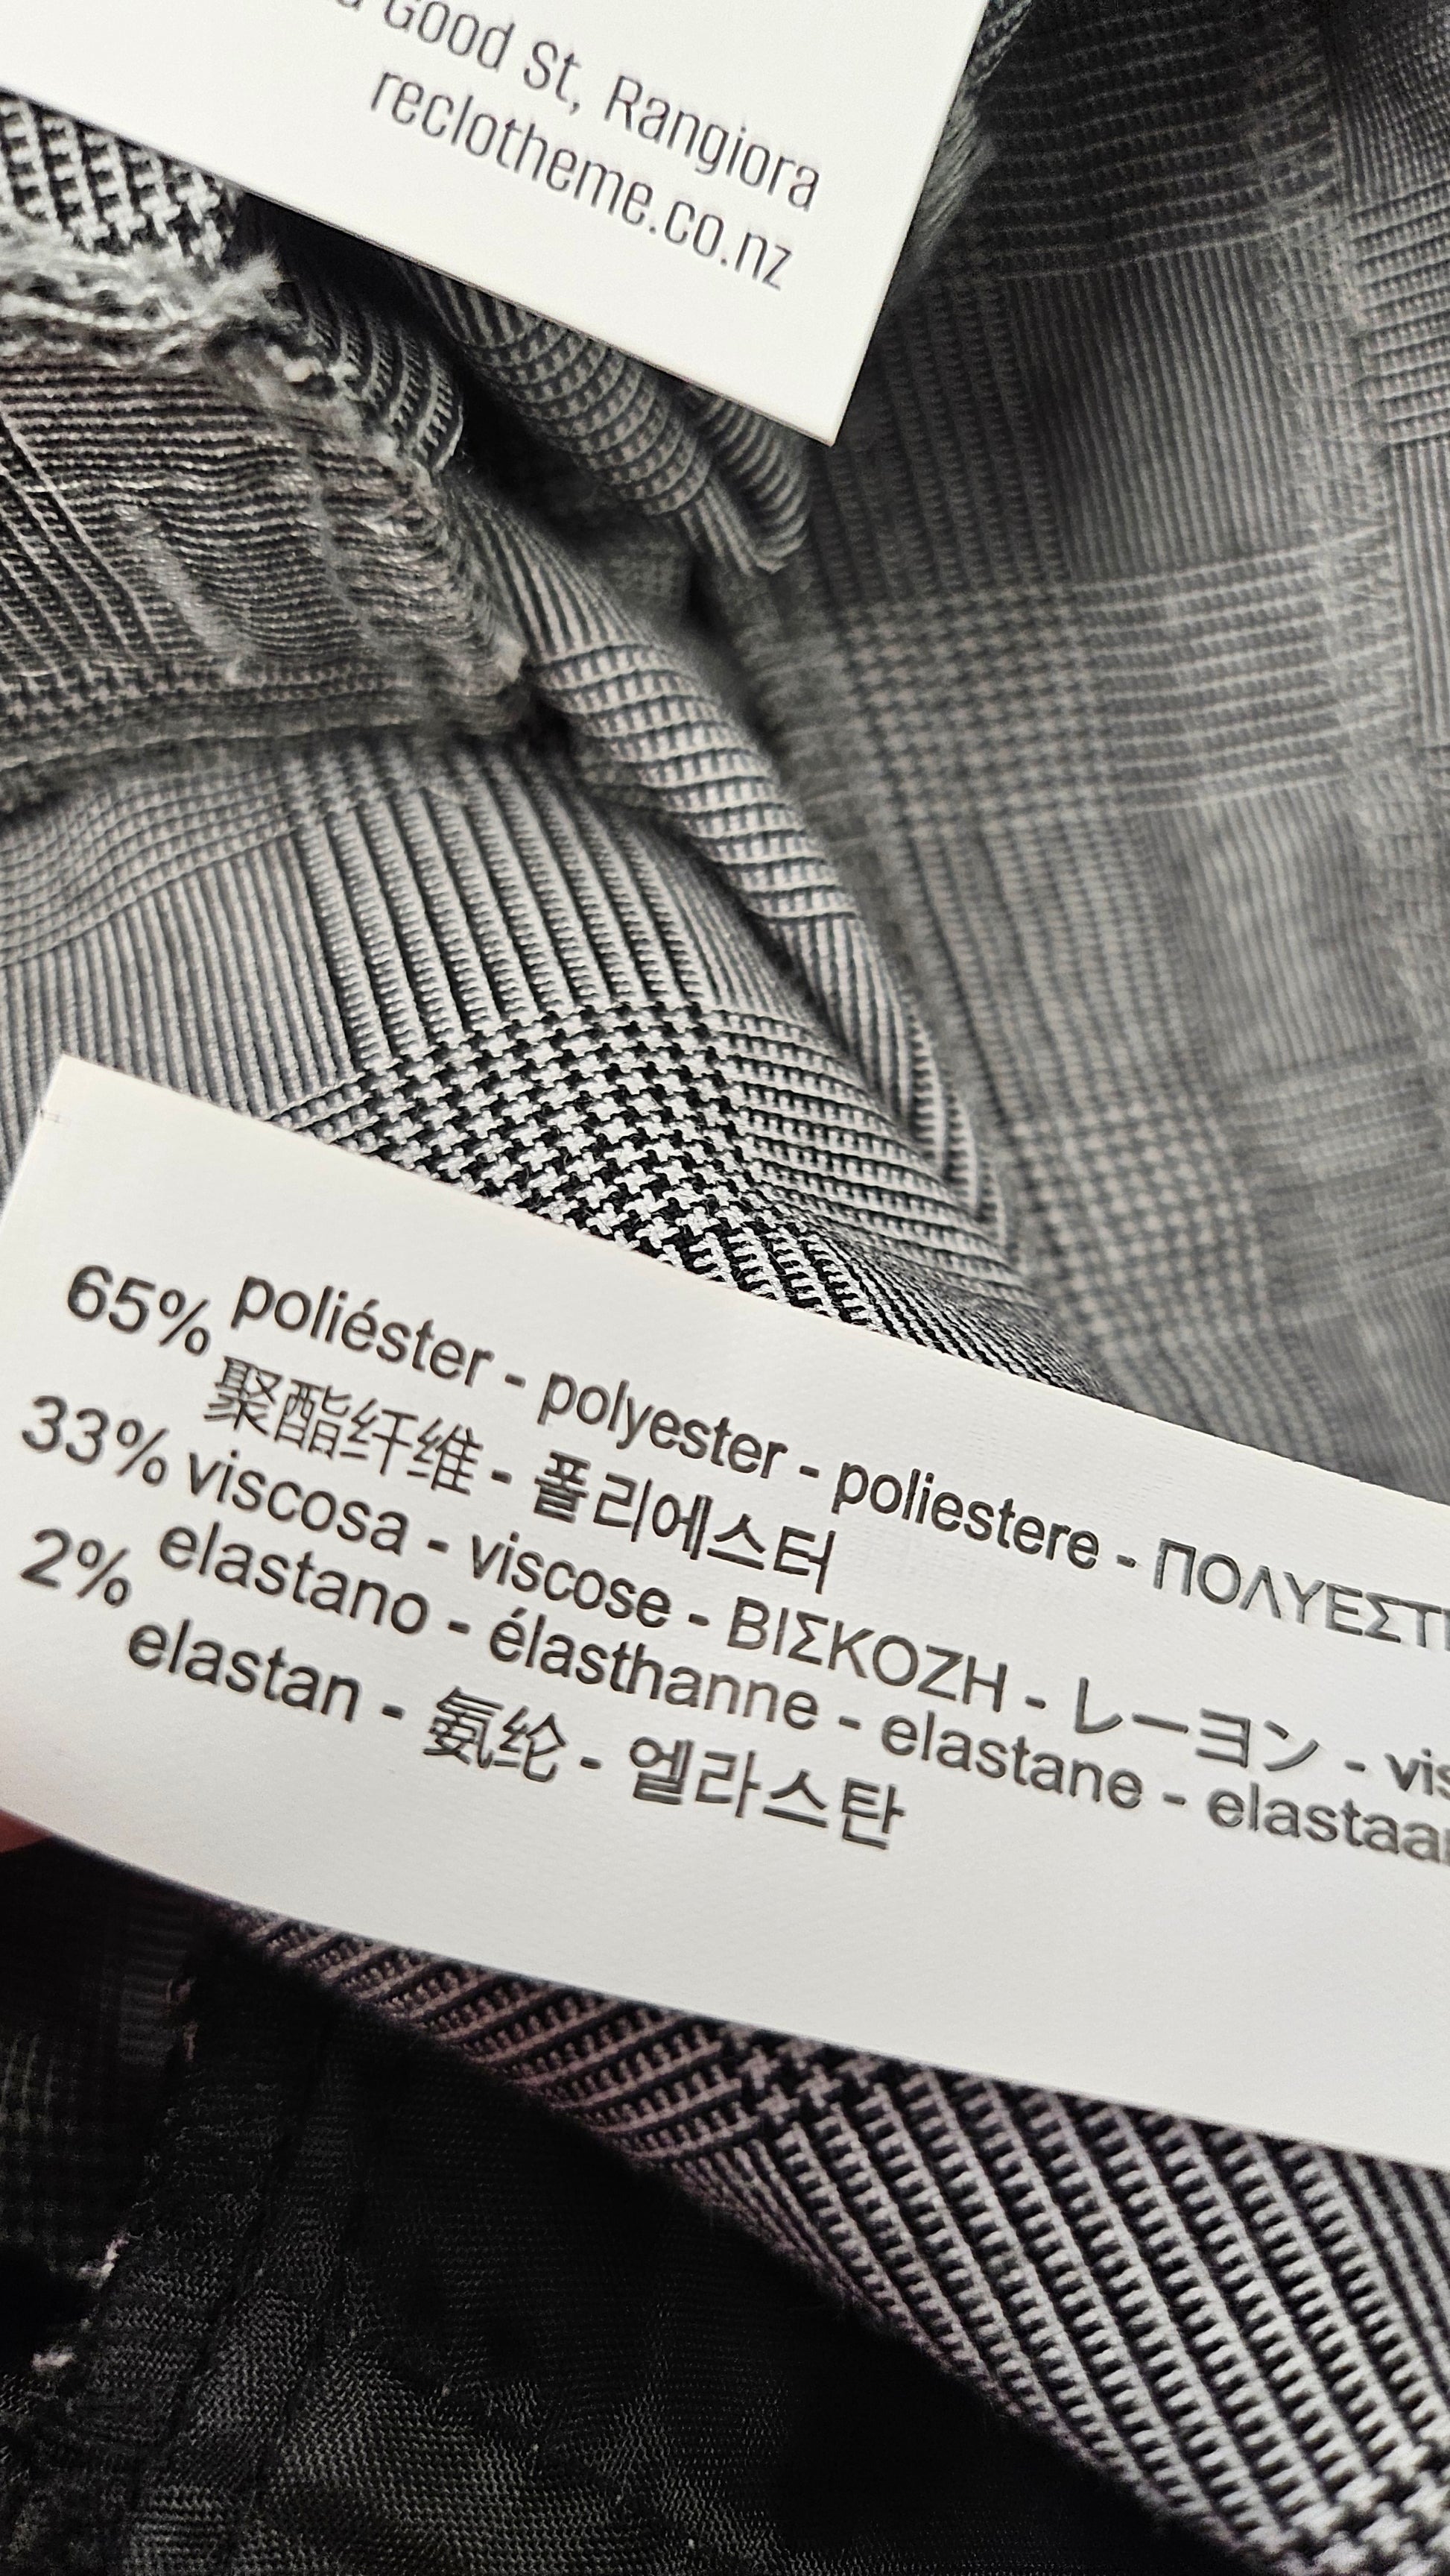 Good St, Rangiora
reclotheme.co.nz
65% poliéster - polyester - poliestere -
聚酯纤维 - 폴리에스터
33% viscosa - viscose - ΒΙΣΚΟΖΗ - レーヨン -
2% elastano - élasthanne - elastane -
elastan - 氨纶 - 엘라스탄